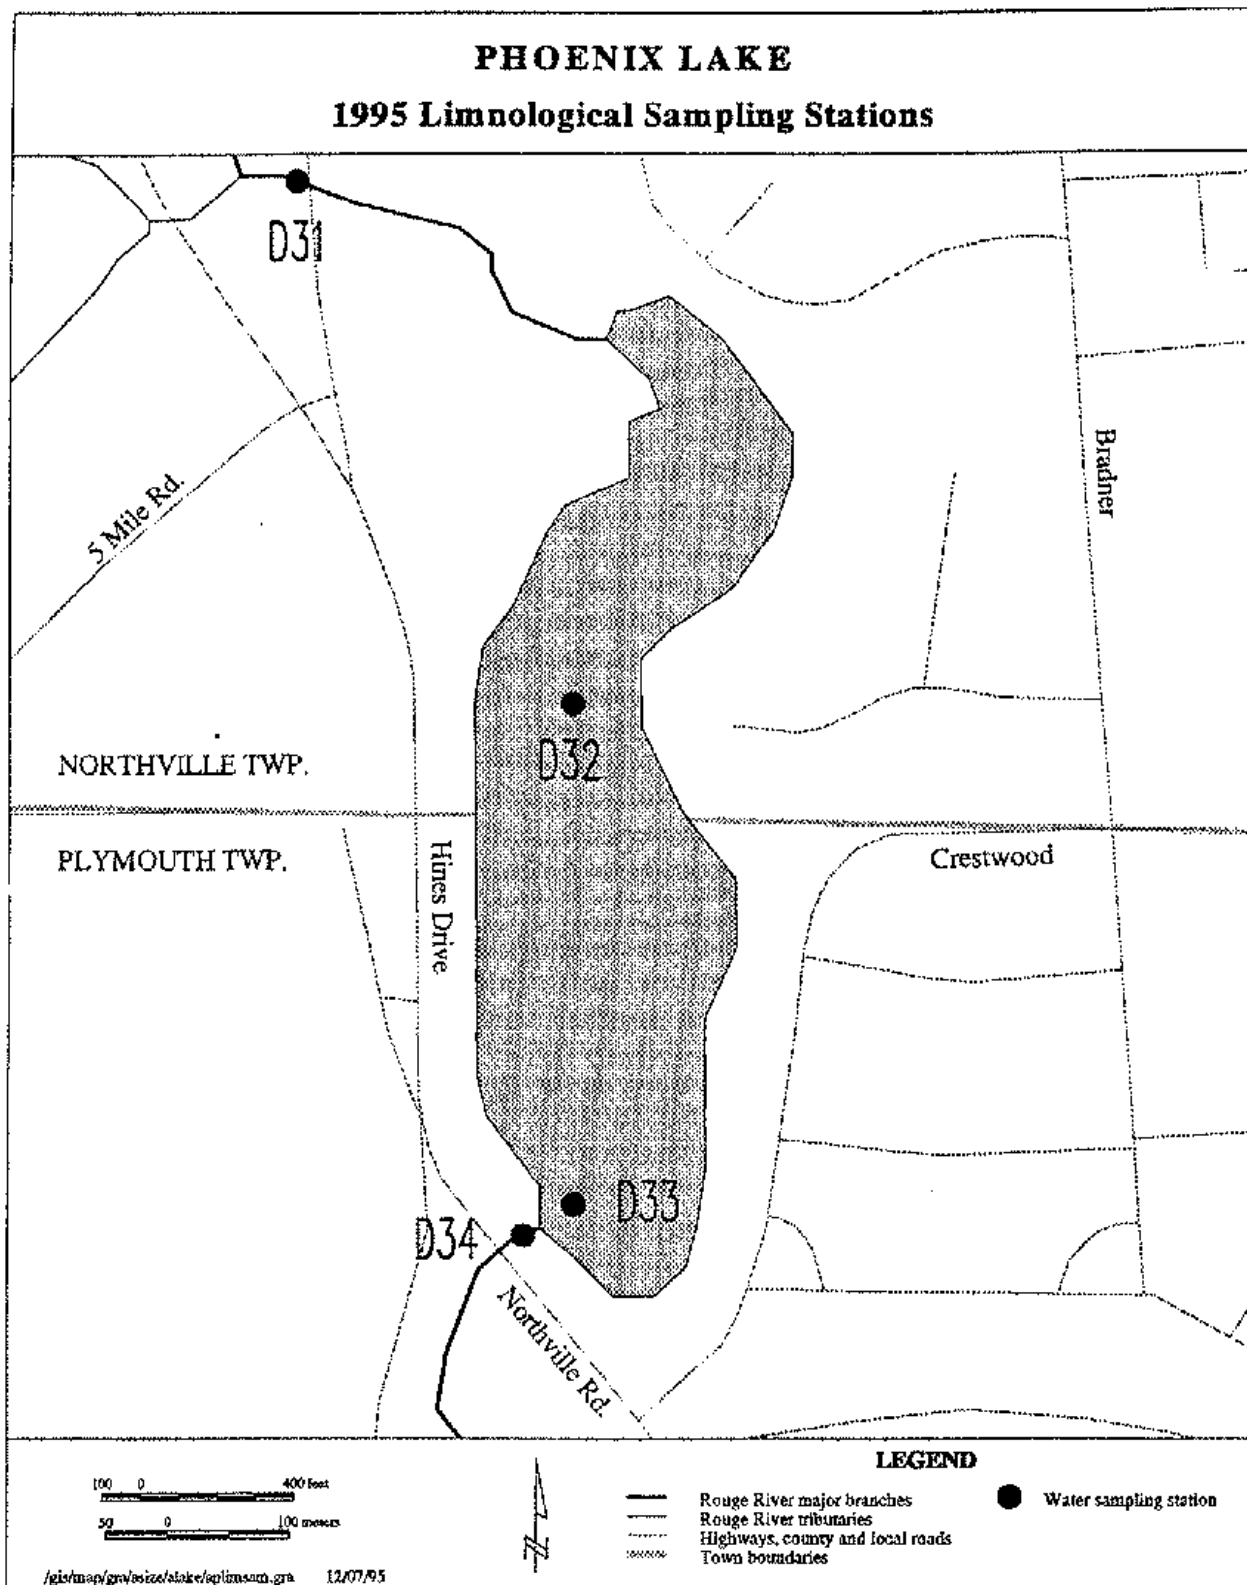 PHOENIX LAKE
1995 Limnological Sampling Stations
D31
5 Mile Rd.
Bradner
D32
NORTHVILLE TWP.
PLYMOUTH TWP.
Hines Drive
Crestwood
D33
D34
Northville Rd.
100 0 400 feet
50 0 100 meters
N
LEGEND
Rouge River major branches
Rouge River tributaries
Highways, county and local roads
Town boundaries
Water sampling station
12/07/95